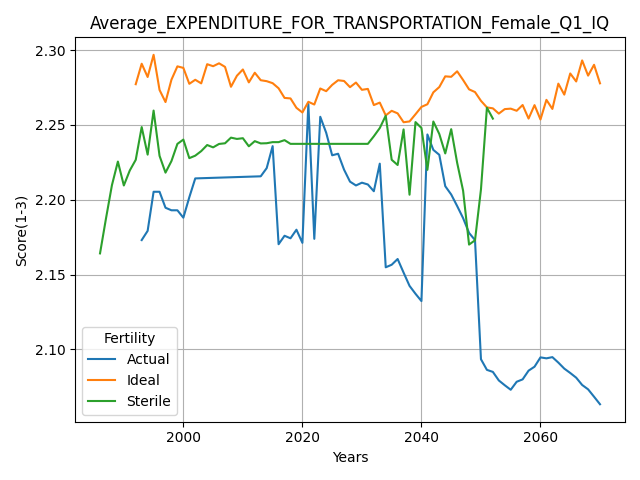 Average_EXPENDITURE_FOR_TRANSPORTATION_Female_Q1_IQ
Score(1-3)
2.30
2.25
2.20
2.15
2.10
Fertility
Actual
Ideal
Sterile
2000
2020
2040
2060
Years